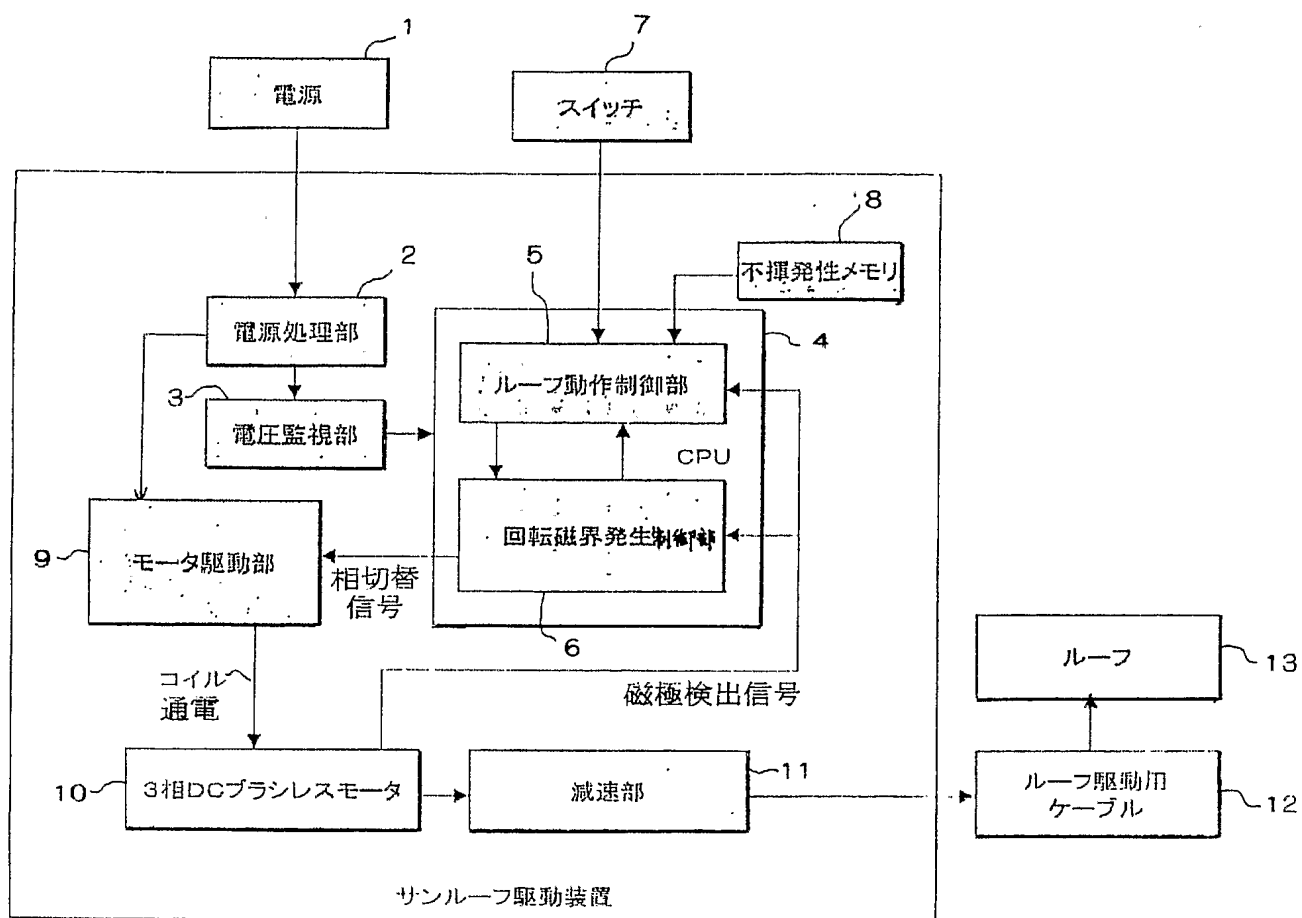 1
電源
7
スイッチ
8
不揮発性メモリ
2
電源処理部
5
4
ルーフ動作制御部
3
電圧監視部
CPU
回転磁界発生制御部
9
モータ駆動部
相切替
信号
6
ルーフ
13
コイル
通電
磁極検出信号
10
3相DCブラシレスモータ
減速部
11
ルーフ駆動用
ケーブル
12
サンルーフ駆動装置